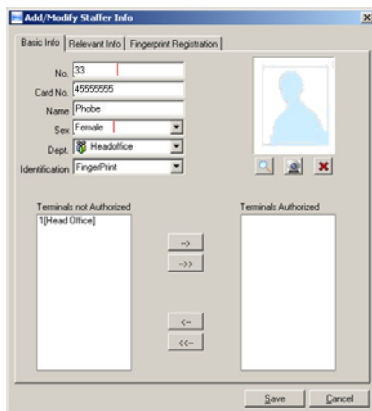 Add/Modify Staffer Info
Basic Info Relevant Info Fingerprint Registration
No. 33
Card No. 45555555
Name Phobe
Sex Female
Dept. Headoffice
Identification FingerPrint
Terminals not Authorized Terminals Authorized
1[Head Office]
-->
-->>
<--
<<--
Save Cancel